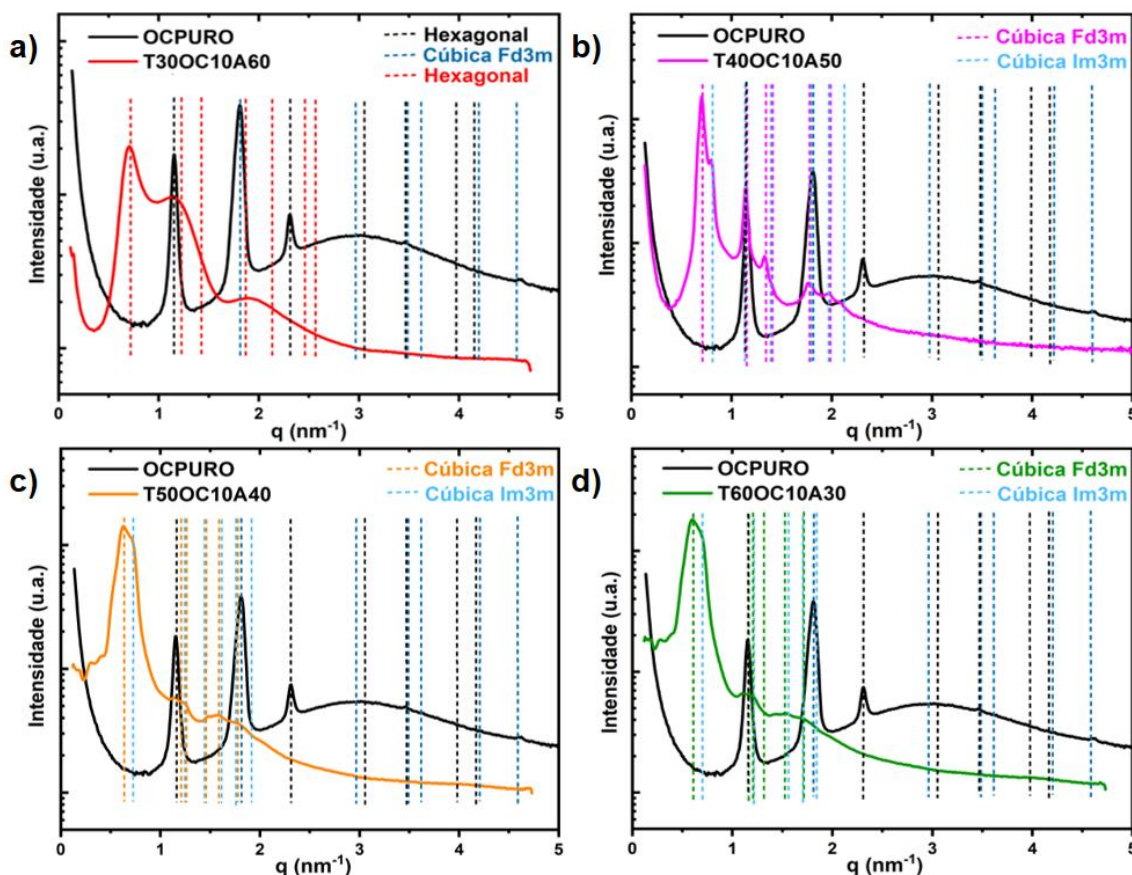 a)
OCPURO
T30OC10A60
Hexagonal
Cúbica Fd3m
Hexagonal
Intensidade (u.a.)
0 1 2 3 4 5
q (nm⁻¹)
b)
OCPURO
T40OC10A50
Cúbica Fd3m
Cúbica Im3m
Intensidade (u.a.)
0 1 2 3 4 5
q (nm⁻¹)
c)
OCPURO
T50OC10A40
Cúbica Fd3m
Cúbica Im3m
Intensidade (u.a.)
0 1 2 3 4 5
q (nm⁻¹)
d)
OCPURO
T60OC10A30
Cúbica Fd3m
Cúbica Im3m
Intensidade (u.a.)
0 1 2 3 4 5
q (nm⁻¹)